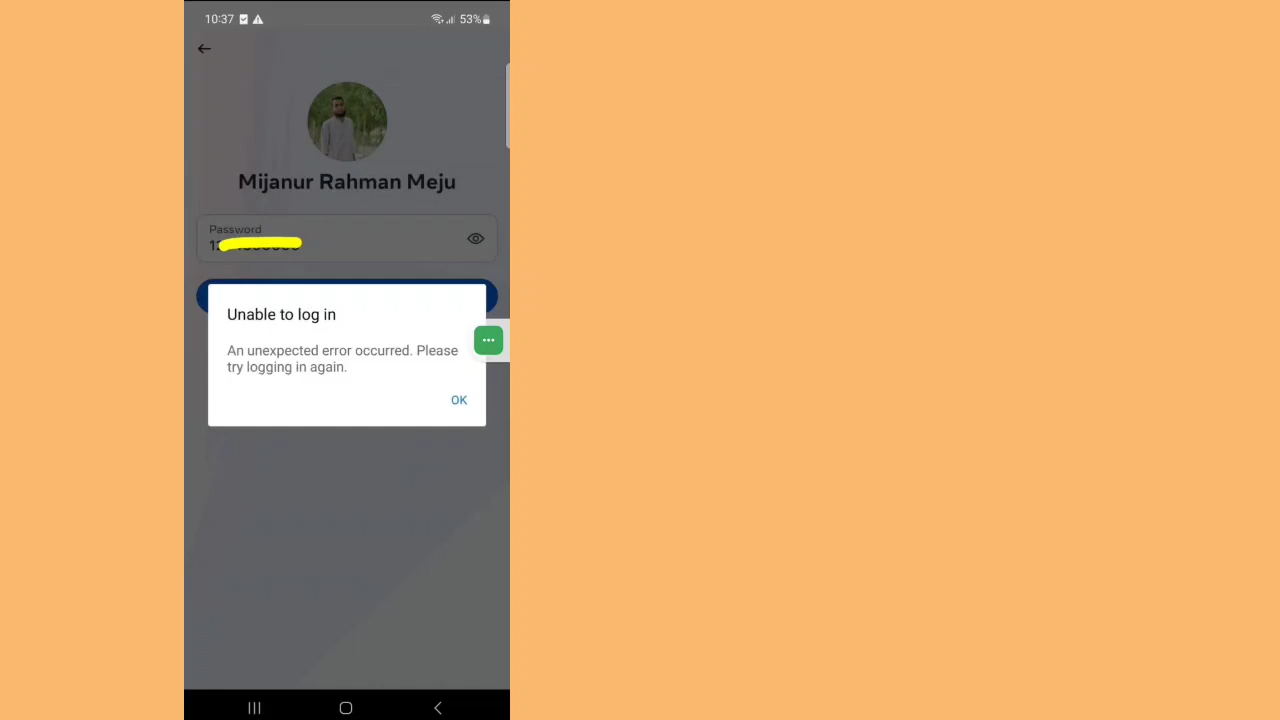 10:37
53%
Mijanur Rahman Meju
Password
Unable to log in
An unexpected error occurred. Please
try logging in again.
OK